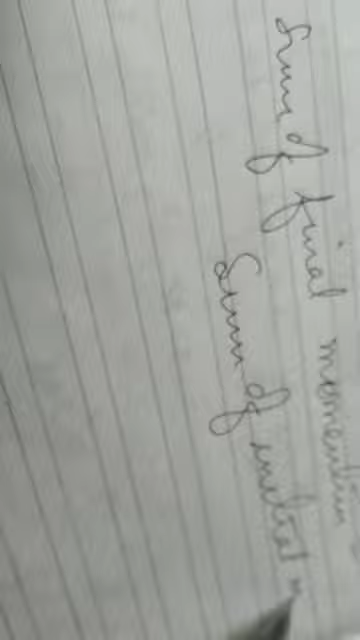 Sum of final momentum =
Sum of initial